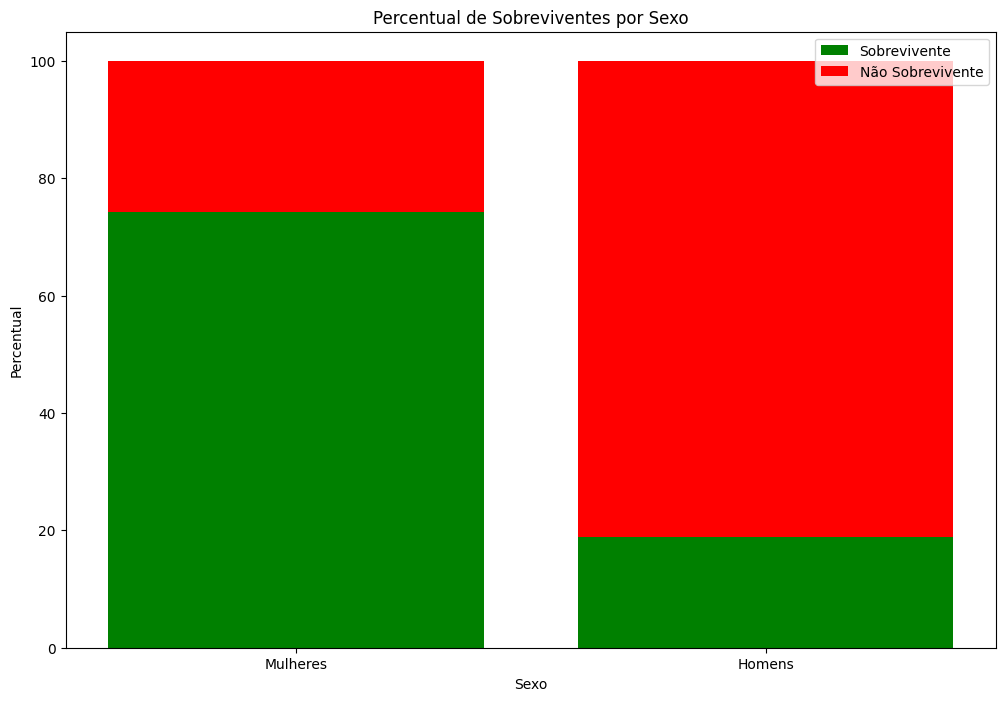 Percentual de Sobreviventes por Sexo
Sobrevivente
Não Sobrevivente
Percentual
100
80
60
40
20
0
Mulheres
Homens
Sexo